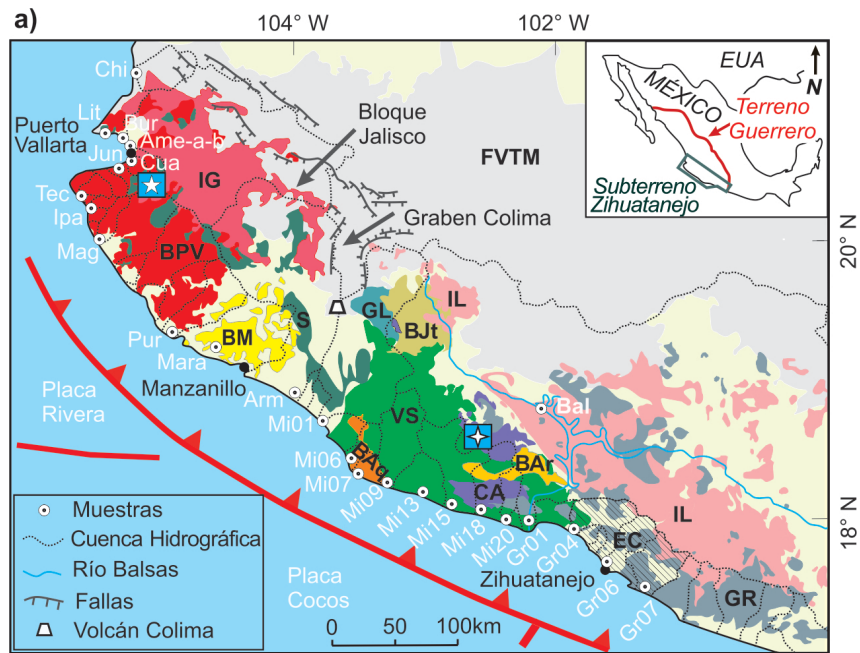 a)
104° W
102° W
EUA
N
MÉXICO
Terreno
Guerrero
Subterreno
Zihuatanejo
Chi
Lit
Bur
Puerto
Vallarta
Ame-a-b
Jun
Cua
Bloque
Jalisco
FVTM
IG
Tec
Ipa
Graben Colima
Mag
BPV
20° N
IL
GL
S
BJt
Pur
BM
Mara
Manzanillo
Placa
Rivera
Arm
VS
Bal
Mi01
BAq
BAr
Mi06
Mi07
Mi09
CA
Mi13
Mi15
Mi18
Mi20
Gr01
Gr04
EC
IL
18° N
Zihuatanejo
Gr06
Gr07
GR
Placa
Cocos
Muestras
Cuenca Hidrográfica
Río Balsas
Fallas
Volcán Colima
0 50 100km